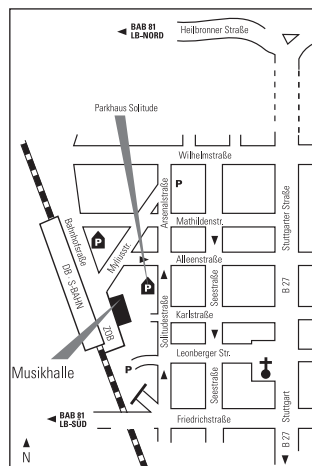 BAB 81
LB-NORD
Heilbronner Straße
Parkhaus Solitude
Wilhelmstraße
P
Arsenalstraße
Stuttgarter Straße
Mathildenstr.
Bahnhofsraße
P
Myliusstr.
Alleenstraße
DB S-BAHN
P
Seestraße
B 27
Solitudestraße
Karlstraße
ZOB
Leonberger Str.
Musikhalle
P
Seestraße
BAB 81
LB-SÜD
Friedrichstraße
Stuttgart
B 27
N